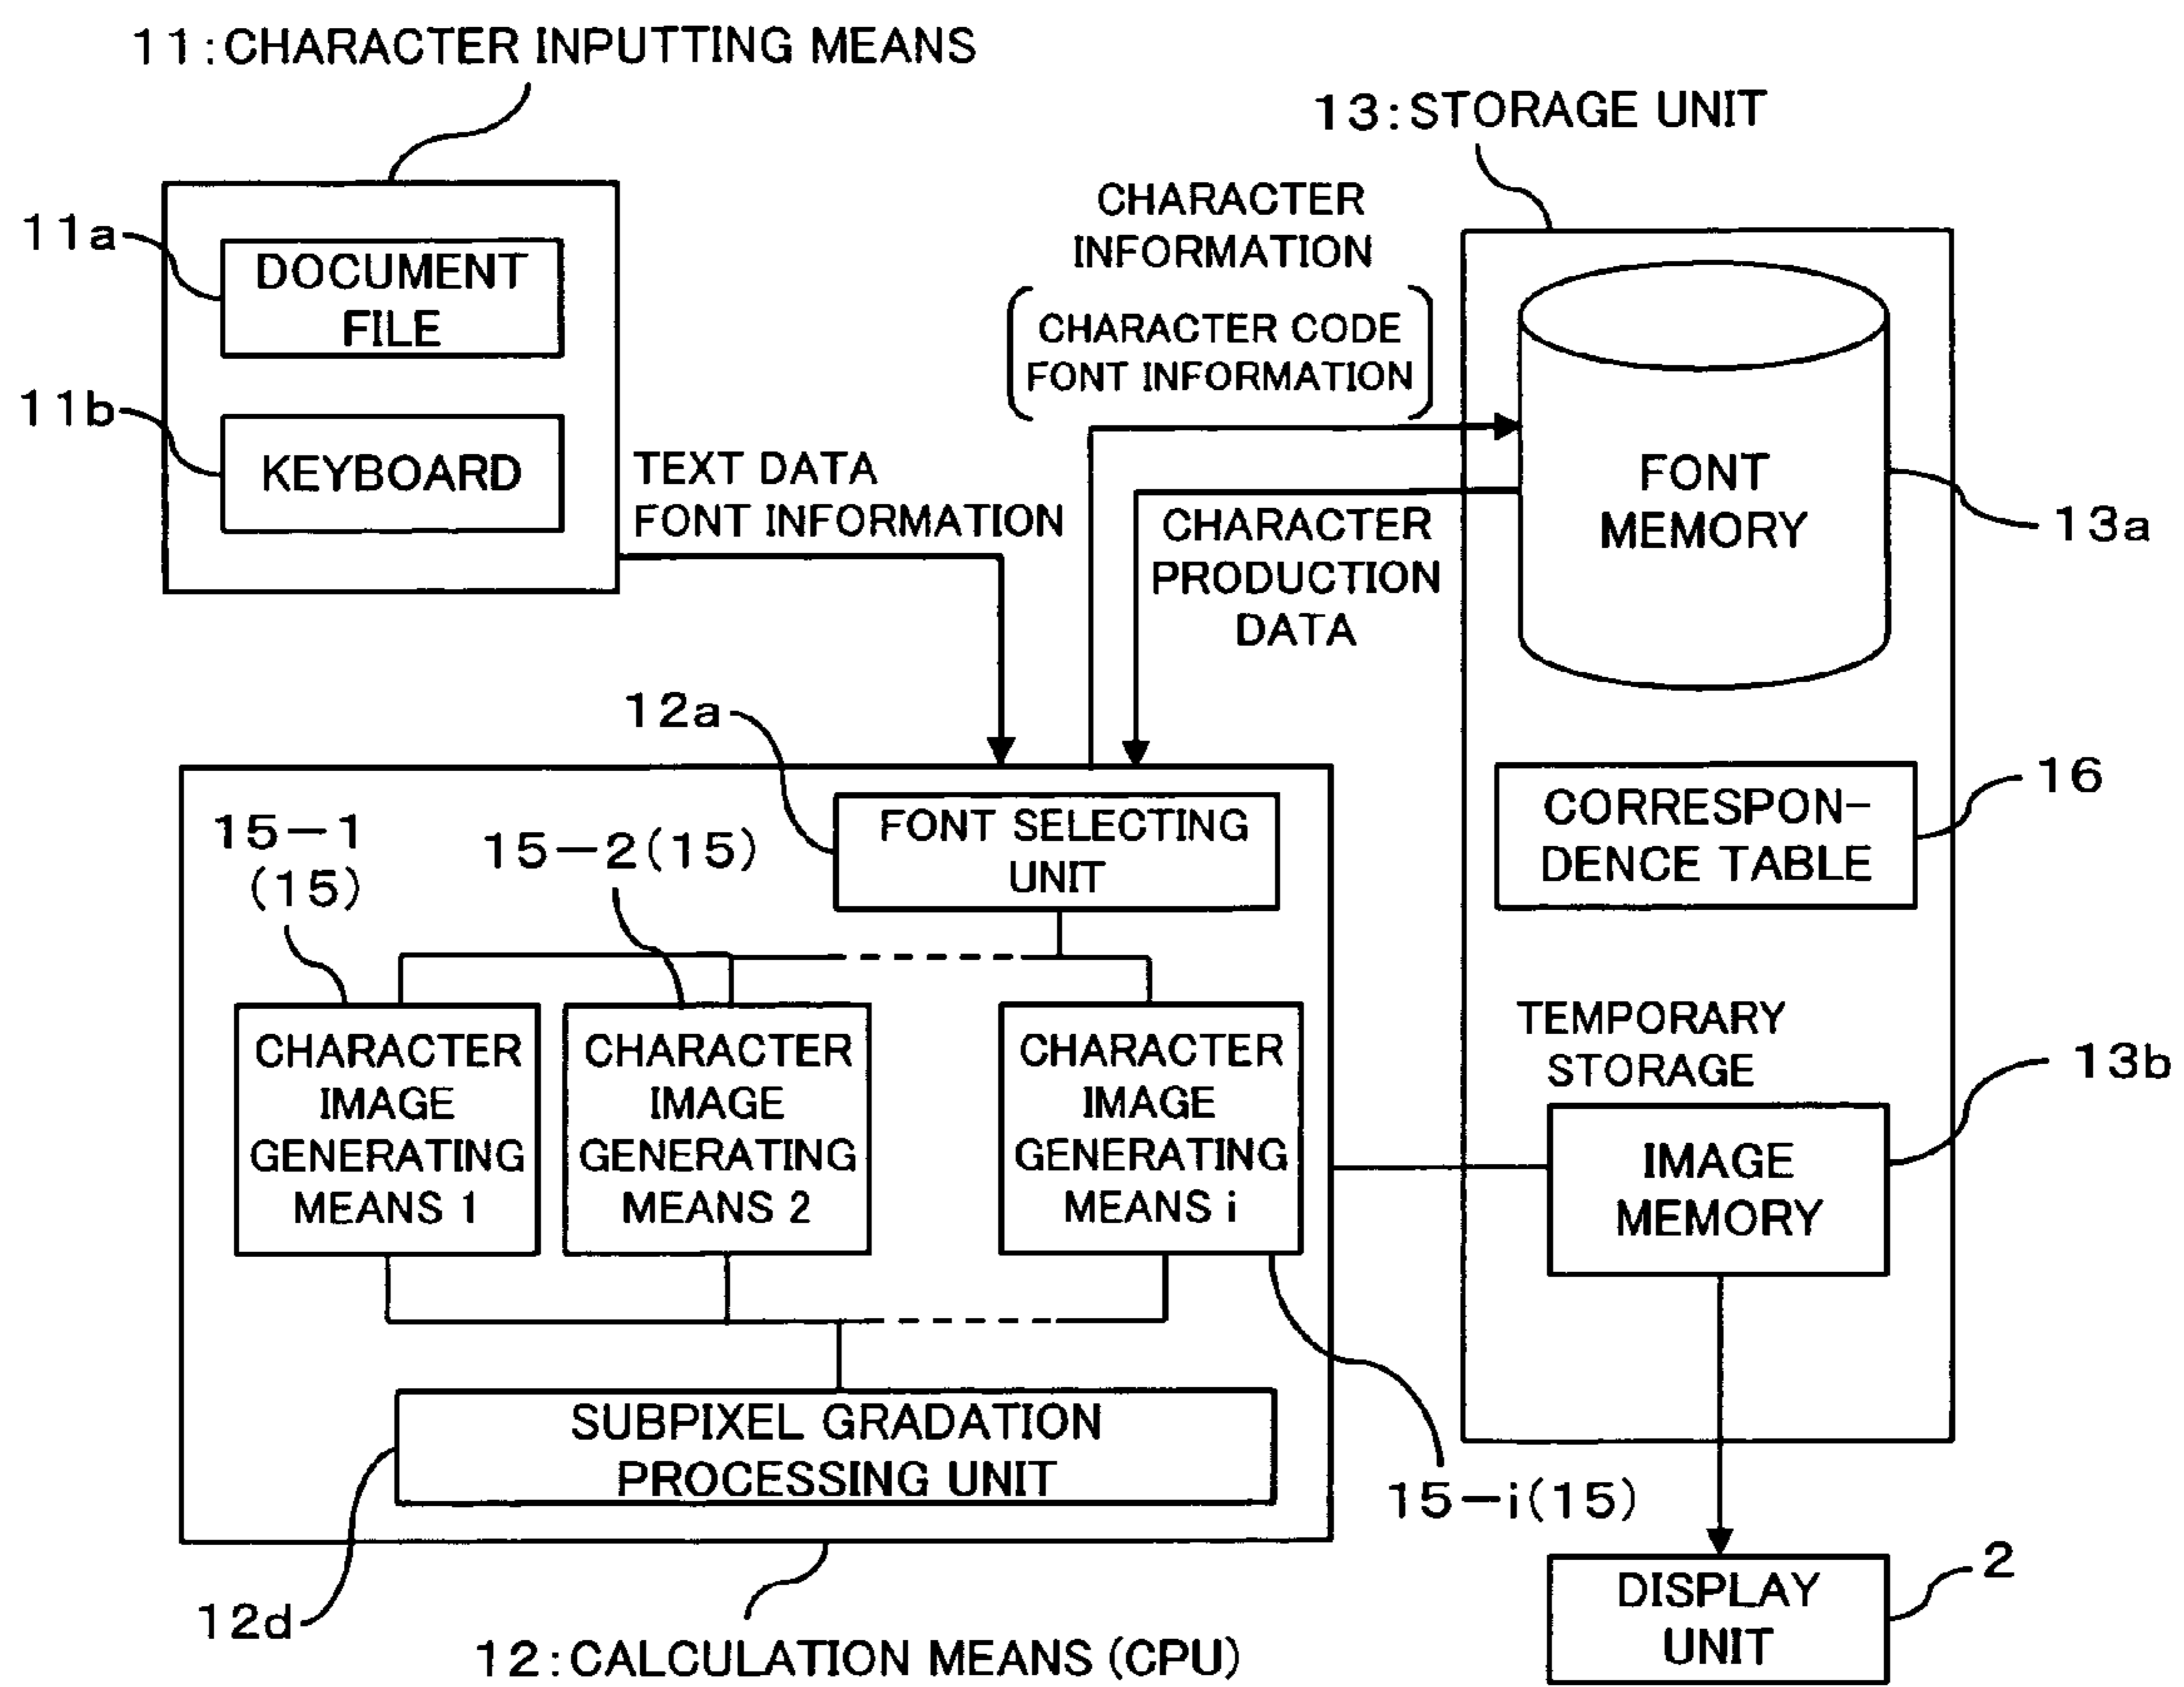 11:CHARACTER INPUTTING MEANS
11a
DOCUMENT
FILE
11b
KEYBOARD
TEXT DATA
FONT INFORMATION
13:STORAGE UNIT
CHARACTER
INFORMATION
CHARACTER CODE
FONT INFORMATION
CHARACTER
PRODUCTION
DATA
FONT
MEMORY
13a
CORRESPON-
DENCE TABLE
16
TEMPORARY
STORAGE
13b
IMAGE
MEMORY
12a
FONT SELECTING
UNIT
15-1
(15)
15-2(15)
CHARACTER
IMAGE
GENERATING
MEANS 1
CHARACTER
IMAGE
GENERATING
MEANS 2
CHARACTER
IMAGE
GENERATING
MEANS i
15-i(15)
SUBPIXEL GRADATION
PROCESSING UNIT
12d
12:CALCULATION MEANS (CPU)
DISPLAY
UNIT
2